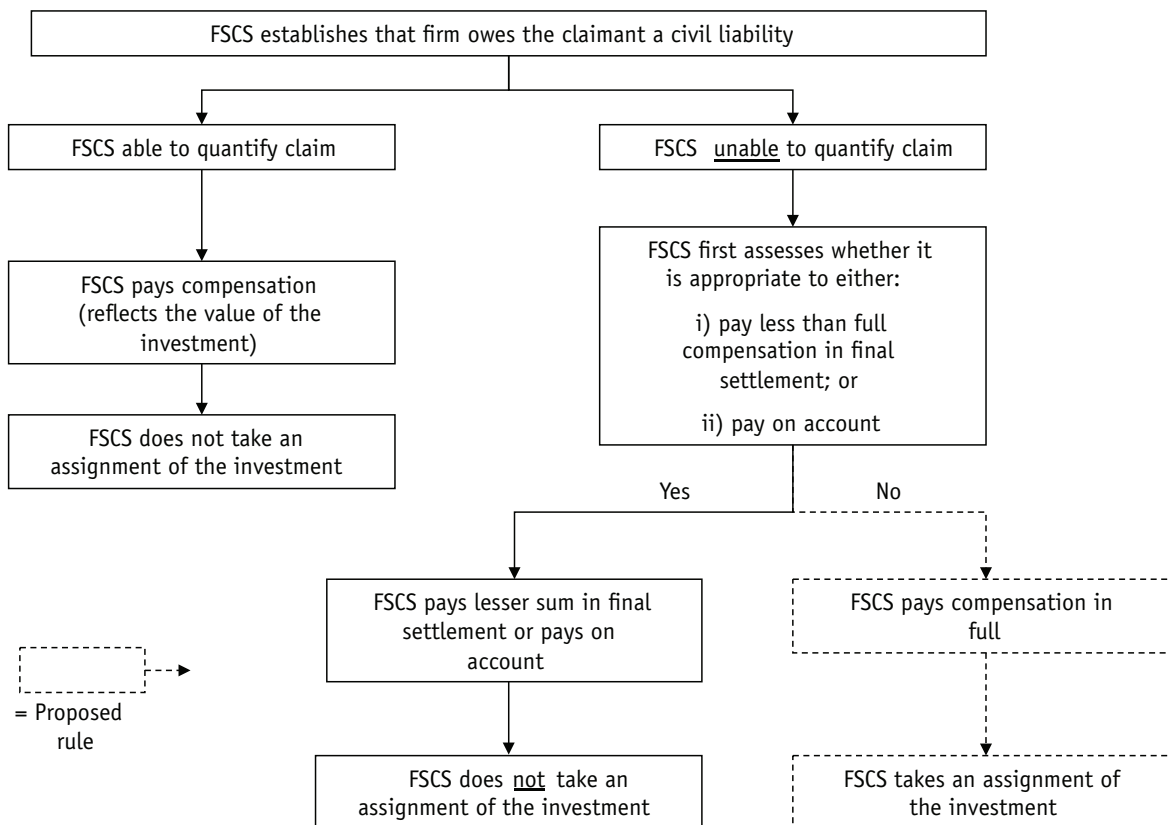 FSCS establishes that firm owes the claimant a civil liability
FSCS able to quantify claim
FSCS unable to quantify claim
FSCS pays compensation
(reflects the value of the
investment)
FSCS does not take an
assignment of the investment
FSCS first assesses whether it
is appropriate to either:
i) pay less than full
compensation in final
settlement; or
ii) pay on account
Yes
No
FSCS pays lesser sum in final
settlement or pays on
account
FSCS pays compensation in
full
= Proposed
rule
FSCS does not take an
assignment of the investment
FSCS takes an assignment of
the investment